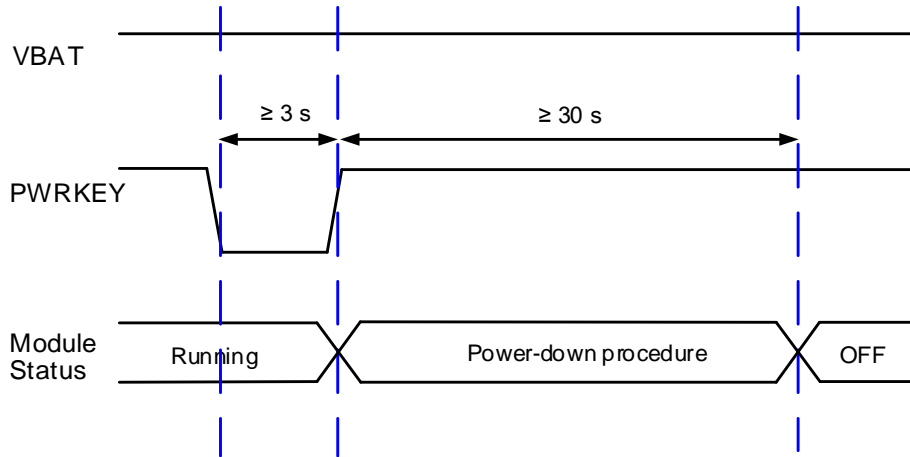 VBAT
≥ 3 s
≥ 30 s
PWRKEY
Module
Status
Running
Power-down procedure
OFF